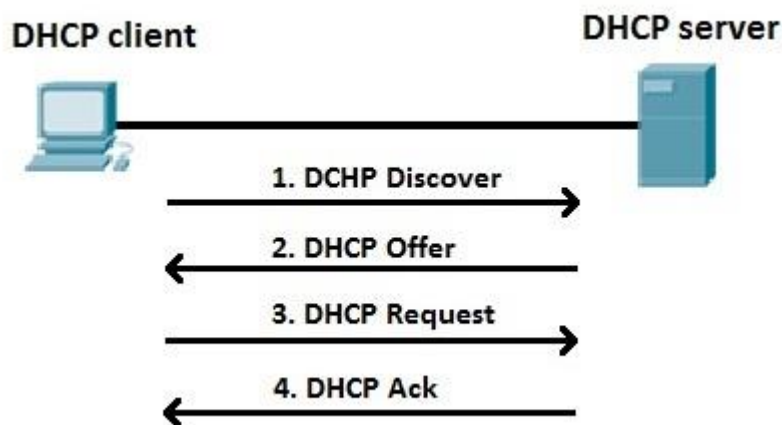 DHCP client
DHCP server
1. DCHP Discover
2. DHCP Offer
3. DHCP Request
4. DHCP Ack